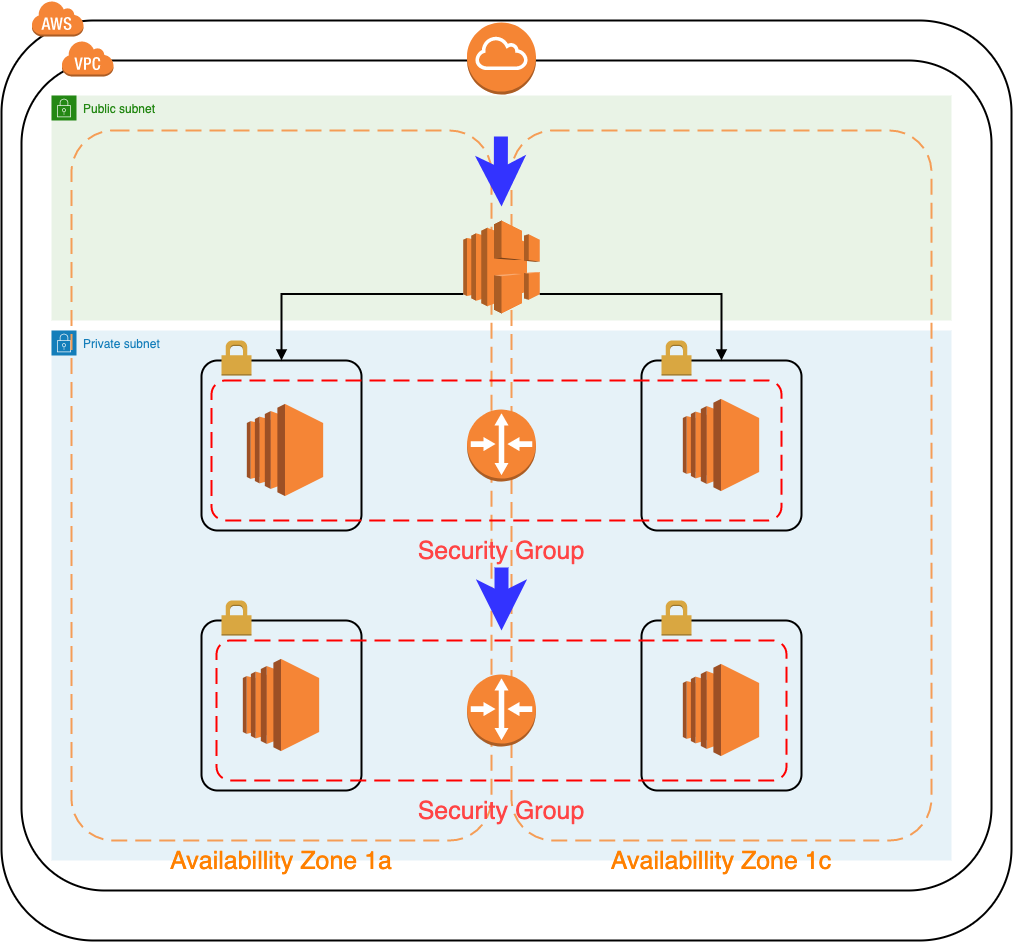 AWS
VPC
Public subnet
Private subnet
Security Group
Security Group
Availabillity Zone 1a
Availabillity Zone 1c